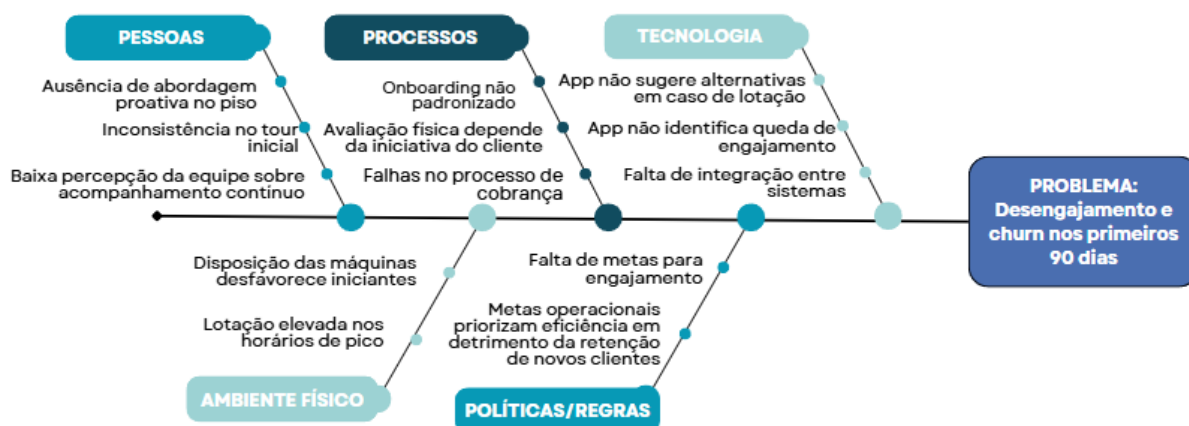 PESSOAS
Ausência de abordagem
proativa no piso
Inconsistência no tour
inicial
Baixa percepção da equipe sobre
acompanhamento contínuo
PROCESSOS
Onboarding não
padronizado
Avaliação física depende
da iniciativa do cliente
Falhas no processo de
cobrança
TECNOLOGIA
App não sugere alternativas
em caso de lotação
App não identifica queda de
engajamento
Falta de integração entre
sistemas
PROBLEMA:
Desengajamento e
churn nos primeiros
90 dias
Disposição das máquinas
desfavorece iniciantes
Lotação elevada nos
horários de pico
AMBIENTE FÍSICO
Falta de metas para
engajamento
Metas operacionais
priorizam eficiência em
detrimento da retenção
de novos clientes
POLÍTICAS/REGRAS